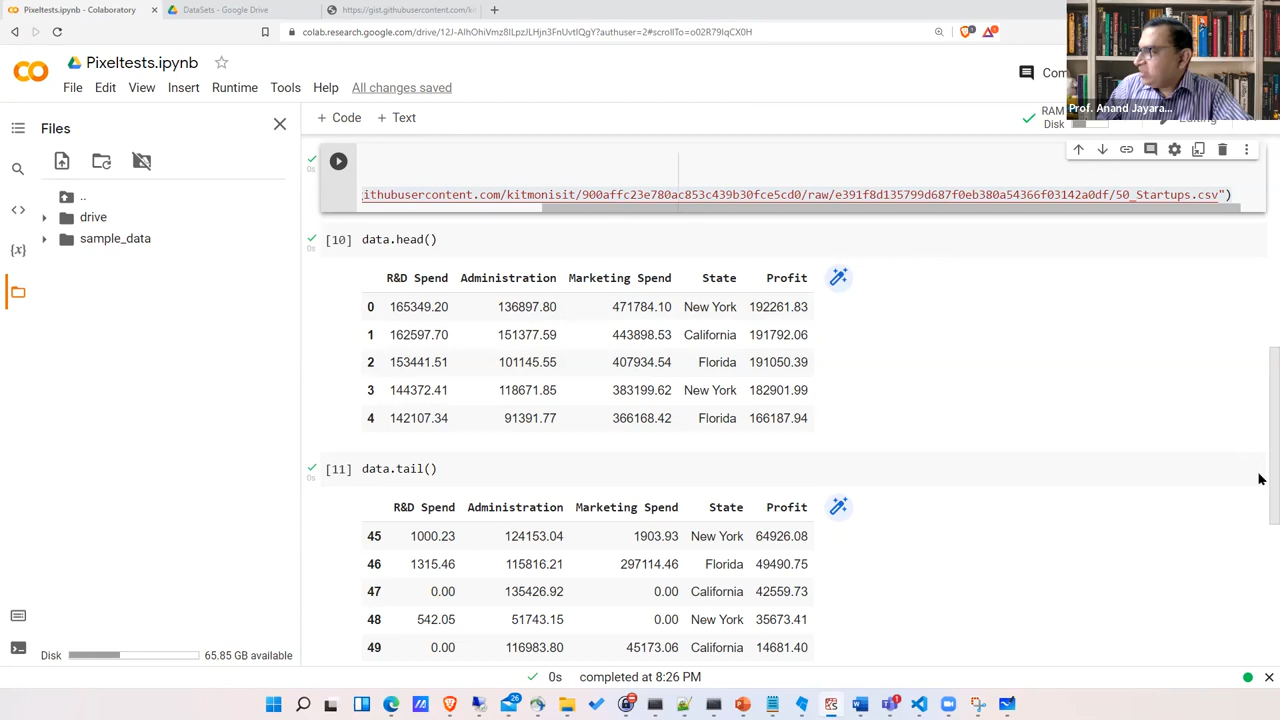 Pixeltests.ipynb - Colaboratory
DataSets - Google Drive
https://gist.githubusercontent.com/ki
colab.research.google.com/drive/12J-AlhOhiVmz8ILpzJLHjn3FnUvtIQgY?authuser=2#scrollTo=o02R79IqCX0H
Pixeltests.ipynb
File Edit View Insert Runtime Tools Help All changes saved
Prof. Anand Jayara...
Files
+ Code + Text
RAM
Disk
Editing
ithubusercontent.com/kitmonisit/900affc23e780ac853c439b30fce5cd0/raw/e391f8d135799d687f0eb380a54366f03142a0df/50_Startups.csv")
0s
..
drive
sample_data
[10] data.head()
0s
R&D Spend Administration Marketing Spend State Profit
0 165349.20 136897.80 471784.10 New York 192261.83
1 162597.70 151377.59 443898.53 California 191792.06
2 153441.51 101145.55 407934.54 Florida 191050.39
3 144372.41 118671.85 383199.62 New York 182901.99
4 142107.34 91391.77 366168.42 Florida 166187.94
[11] data.tail()
0s
R&D Spend Administration Marketing Spend State Profit
45 1000.23 124153.04 1903.93 New York 64926.08
46 1315.46 115816.21 297114.46 Florida 49490.75
47 0.00 135426.92 0.00 California 42559.73
48 542.05 51743.15 0.00 New York 35673.41
49 0.00 116983.80 45173.06 California 14681.40
Disk 65.85 GB available
0s completed at 8:26 PM
26